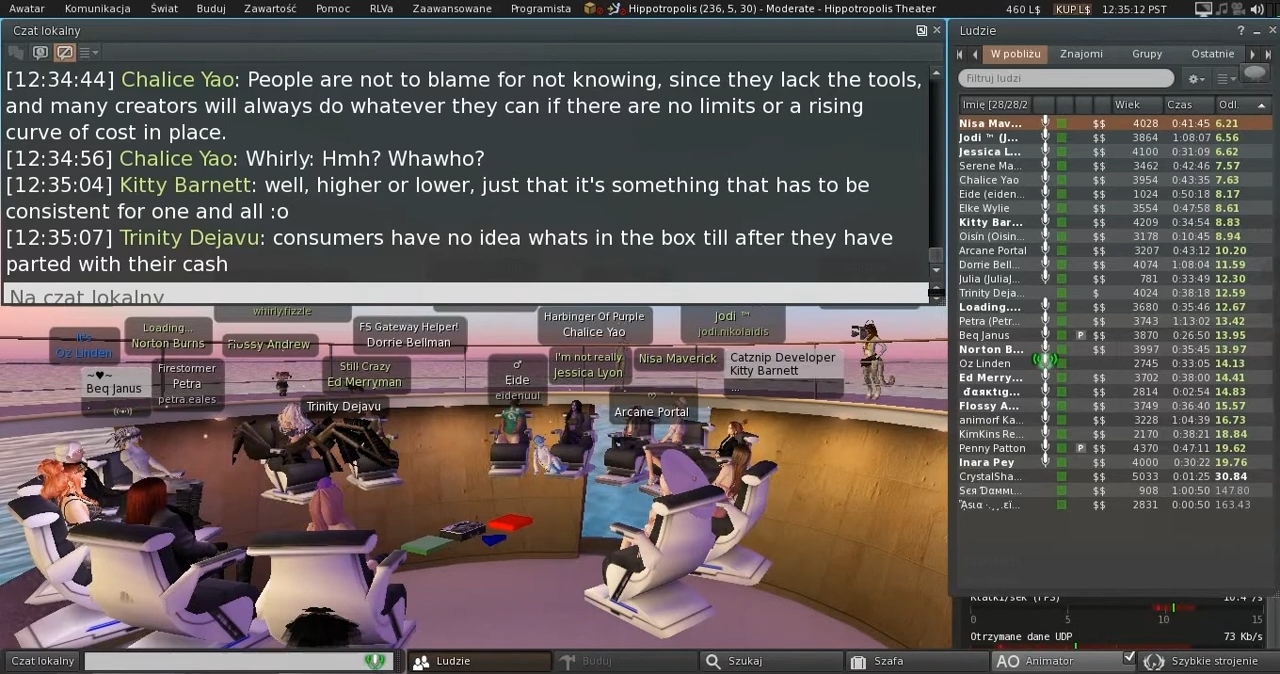 Awatar Komunikacja Świat Buduj Zawartość Pomoc RLVa Zaawansowane Programista Hippotropolis (236, 5, 30) - Moderate - Hippotropolis Theater 460 L$ KUP L$ 12:35:12 PST
Czat lokalny
[12:34:44] Chalice Yao: People are not to blame for not knowing, since they lack the tools,
and many creators will always do whatever they can if there are no limits or a rising
curve of cost in place.
[12:34:56] Chalice Yao: Whirly: Hmh? Whawho?
[12:35:04] Kitty Barnett: well, higher or lower, just that it's something that has to be
consistent for one and all :o
[12:35:07] Trinity Dejavu: consumers have no idea whats in the box till after they have
parted with their cash
Na czat lokalny
whirly.fizzle
It's
Oz Linden
Loading...
Norton Burns
Flossy Andrew
FS Gateway Helper!
Dorrie Bellman
Harbinger Of Purple
Chalice Yao
Jodi ™
jodi.nikolaidis
~♥~
Beq Janus
Firestormer
Petra
petra.eales
Still Crazy
Ed Merryman
Trinity Dejavu
♂
Eide
eidenuul
I'm not really
Jessica Lyon
Nisa Maverick
Catznip Developer
Kitty Barnett
...
Arcane Portal
Ludzie
W pobliżu Znajomi Grupy Ostatnie
Filtruj ludzi
Imię [28/28/2 Wiek Czas Odl.
Nisa Mav... $$ 4028 0:41:45 6.21
Jodi ™ (J... $$ 3864 1:08:07 6.56
Jessica L... $$ 4100 0:31:09 6.62
Serene Ma... $$ 3462 0:42:46 7.57
Chalice Yao $$ 3954 0:43:35 7.63
Eide (eiden... $$ 1024 0:50:18 8.17
Elke Wylie $$ 3554 0:47:58 8.61
Kitty Bar... $$ 4209 0:34:54 8.83
Oisín (Oisin... $$ 3178 0:10:45 8.94
Arcane Portal $$ 3207 0:43:12 10.20
Dorrie Bell... $$ 4074 1:08:04 11.59
Julia (JuliaJ... $$ 781 0:33:49 12.30
Trinity Deja... $ 4024 0:38:18 12.59
Loading.... $$ 3680 0:35:46 12.67
Petra (Petr... $$ 3743 1:13:02 13.42
Beq Janus P $$ 3870 0:26:50 13.95
Norton B... $$ 3997 0:35:45 13.97
Oz Linden 2745 0:33:05 14.13
Ed Merry... $$ 3702 0:38:00 14.41
$$ 2814 0:02:54 14.83
Flossy A... $$ 3749 0:36:40 15.57
animorf Ka... $$ 3228 1:04:39 16.73
KimKins Re... $$ 2170 0:38:21 18.84
Penny Patton P $$ 4370 0:47:11 19.62
Inara Pey $$ 4000 0:30:22 19.76
CrystalSha... $$ 5033 0:01:25 30.84
$$ 908 1:00:50 147.80
$$ 2831 0:00:50 163.43
Klatki/sek (FPS) 10.4 /s
0 5 10 15
Otrzymane dane UDP 73 Kb/s
Czat lokalny Ludzie Buduj Szukaj Szafa AO Animator Szybkie strojenie